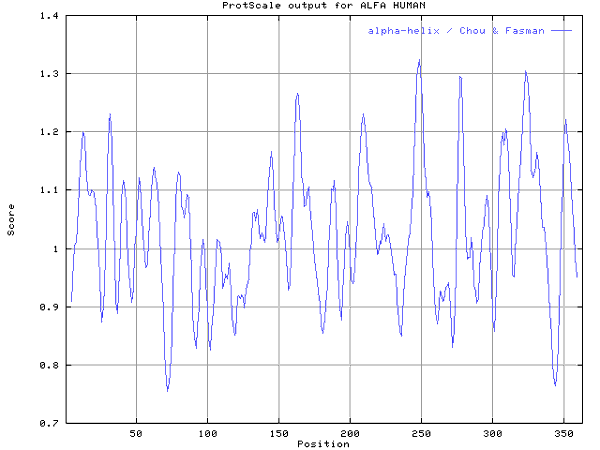 ProtScale output for ALFA HUMAN
alpha-helix / Chou & Fasman
1.4
1.3
1.2
1.1
1
0.9
0.8
0.7
Score
50 100 150 200 250 300 350
Position